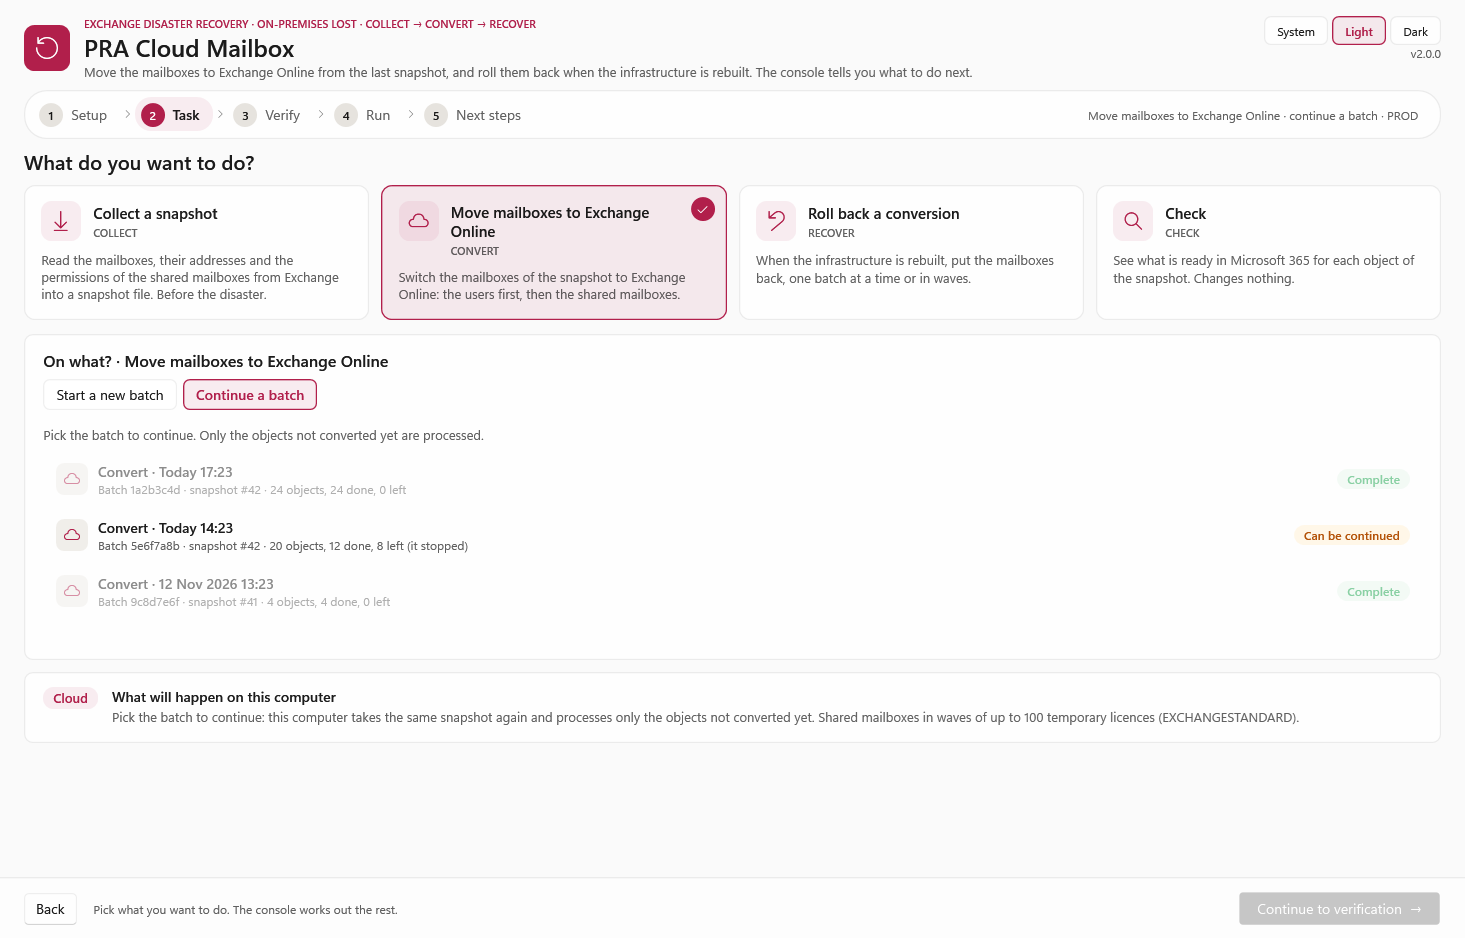 EXCHANGE DISASTER RECOVERY · ON-PREMISES LOST · COLLECT → CONVERT → RECOVER
PRA Cloud Mailbox
Move the mailboxes to Exchange Online from the last snapshot, and roll them back when the infrastructure is rebuilt. The console tells you what to do next.
System
Light
Dark
v2.0.0
1 Setup
2 Task
3 Verify
4 Run
5 Next steps
Move mailboxes to Exchange Online · continue a batch · PROD
What do you want to do?
Collect a snapshot
COLLECT
Read the mailboxes, their addresses and the
permissions of the shared mailboxes from Exchange
into a snapshot file. Before the disaster.
Move mailboxes to Exchange
Online
CONVERT
Switch the mailboxes of the snapshot to Exchange
Online: the users first, then the shared mailboxes.
Roll back a conversion
RECOVER
When the infrastructure is rebuilt, put the mailboxes
back, one batch at a time or in waves.
Check
CHECK
See what is ready in Microsoft 365 for each object of
the snapshot. Changes nothing.
On what? · Move mailboxes to Exchange Online
Start a new batch
Continue a batch
Pick the batch to continue. Only the objects not converted yet are processed.
Convert · Today 17:23
Batch 1a2b3c4d · snapshot #42 · 24 objects, 24 done, 0 left
Complete
Convert · Today 14:23
Batch 5e6f7a8b · snapshot #42 · 20 objects, 12 done, 8 left (it stopped)
Can be continued
Convert · 12 Nov 2026 13:23
Batch 9c8d7e6f · snapshot #41 · 4 objects, 4 done, 0 left
Complete
Cloud
What will happen on this computer
Pick the batch to continue: this computer takes the same snapshot again and processes only the objects not converted yet. Shared mailboxes in waves of up to 100 temporary licences (EXCHANGESTANDARD).
Back
Pick what you want to do. The console works out the rest.
Continue to verification →